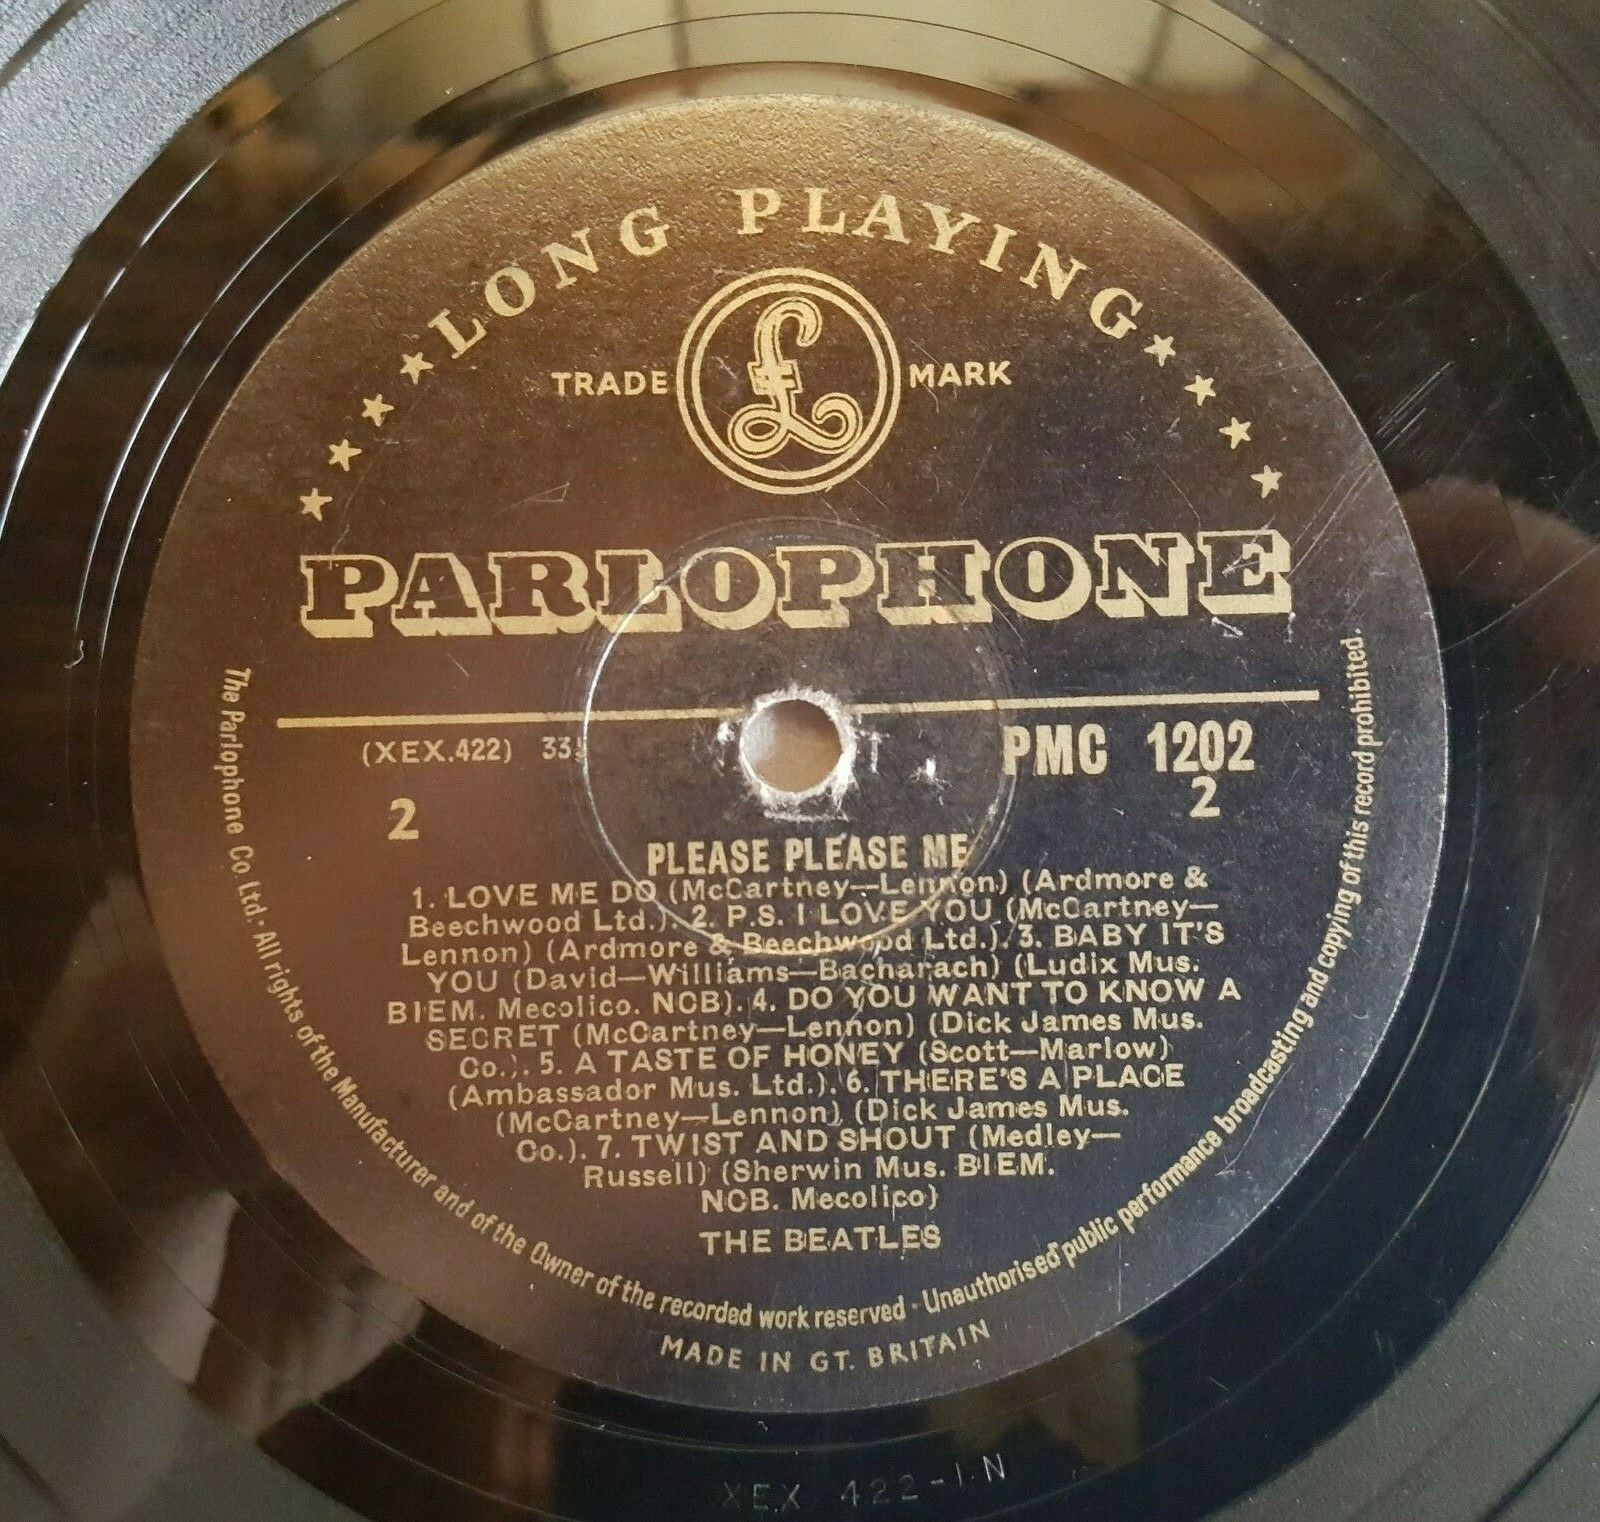 LONG PLAYING
TRADE £ MARK
PARLOPHONE
(XEX.422) 33
PMC 1202
2
2
PLEASE PLEASE ME
1. LOVE ME DO (McCartney—Lennon) (Ardmore &
Beechwood Ltd.). 2. P.S. I LOVE YOU (McCartney—
Lennon) (Ardmore & Beechwood Ltd.). 3. BABY IT'S
YOU (David—Williams—Bacharach) (Ludix Mus.
BIEM. Mecolico. NCB). 4. DO YOU WANT TO KNOW A
SECRET (McCartney—Lennon) (Dick James Mus.
Co.). 5. A TASTE OF HONEY (Scott—Marlow)
(Ambassador Mus. Ltd.). 6. THERE'S A PLACE
(McCartney—Lennon) (Dick James Mus.
Co.). 7. TWIST AND SHOUT (Medley—
Russell) (Sherwin Mus. BIEM.
NCB. Mecolico)
THE BEATLES
The Parlophone Co. Ltd · All rights of the Manufacturer and of the Owner of the recorded work reserved · Unauthorised public performance broadcasting and copying of this record prohibited.
MADE IN GT. BRITAIN
XEX 422-1.N